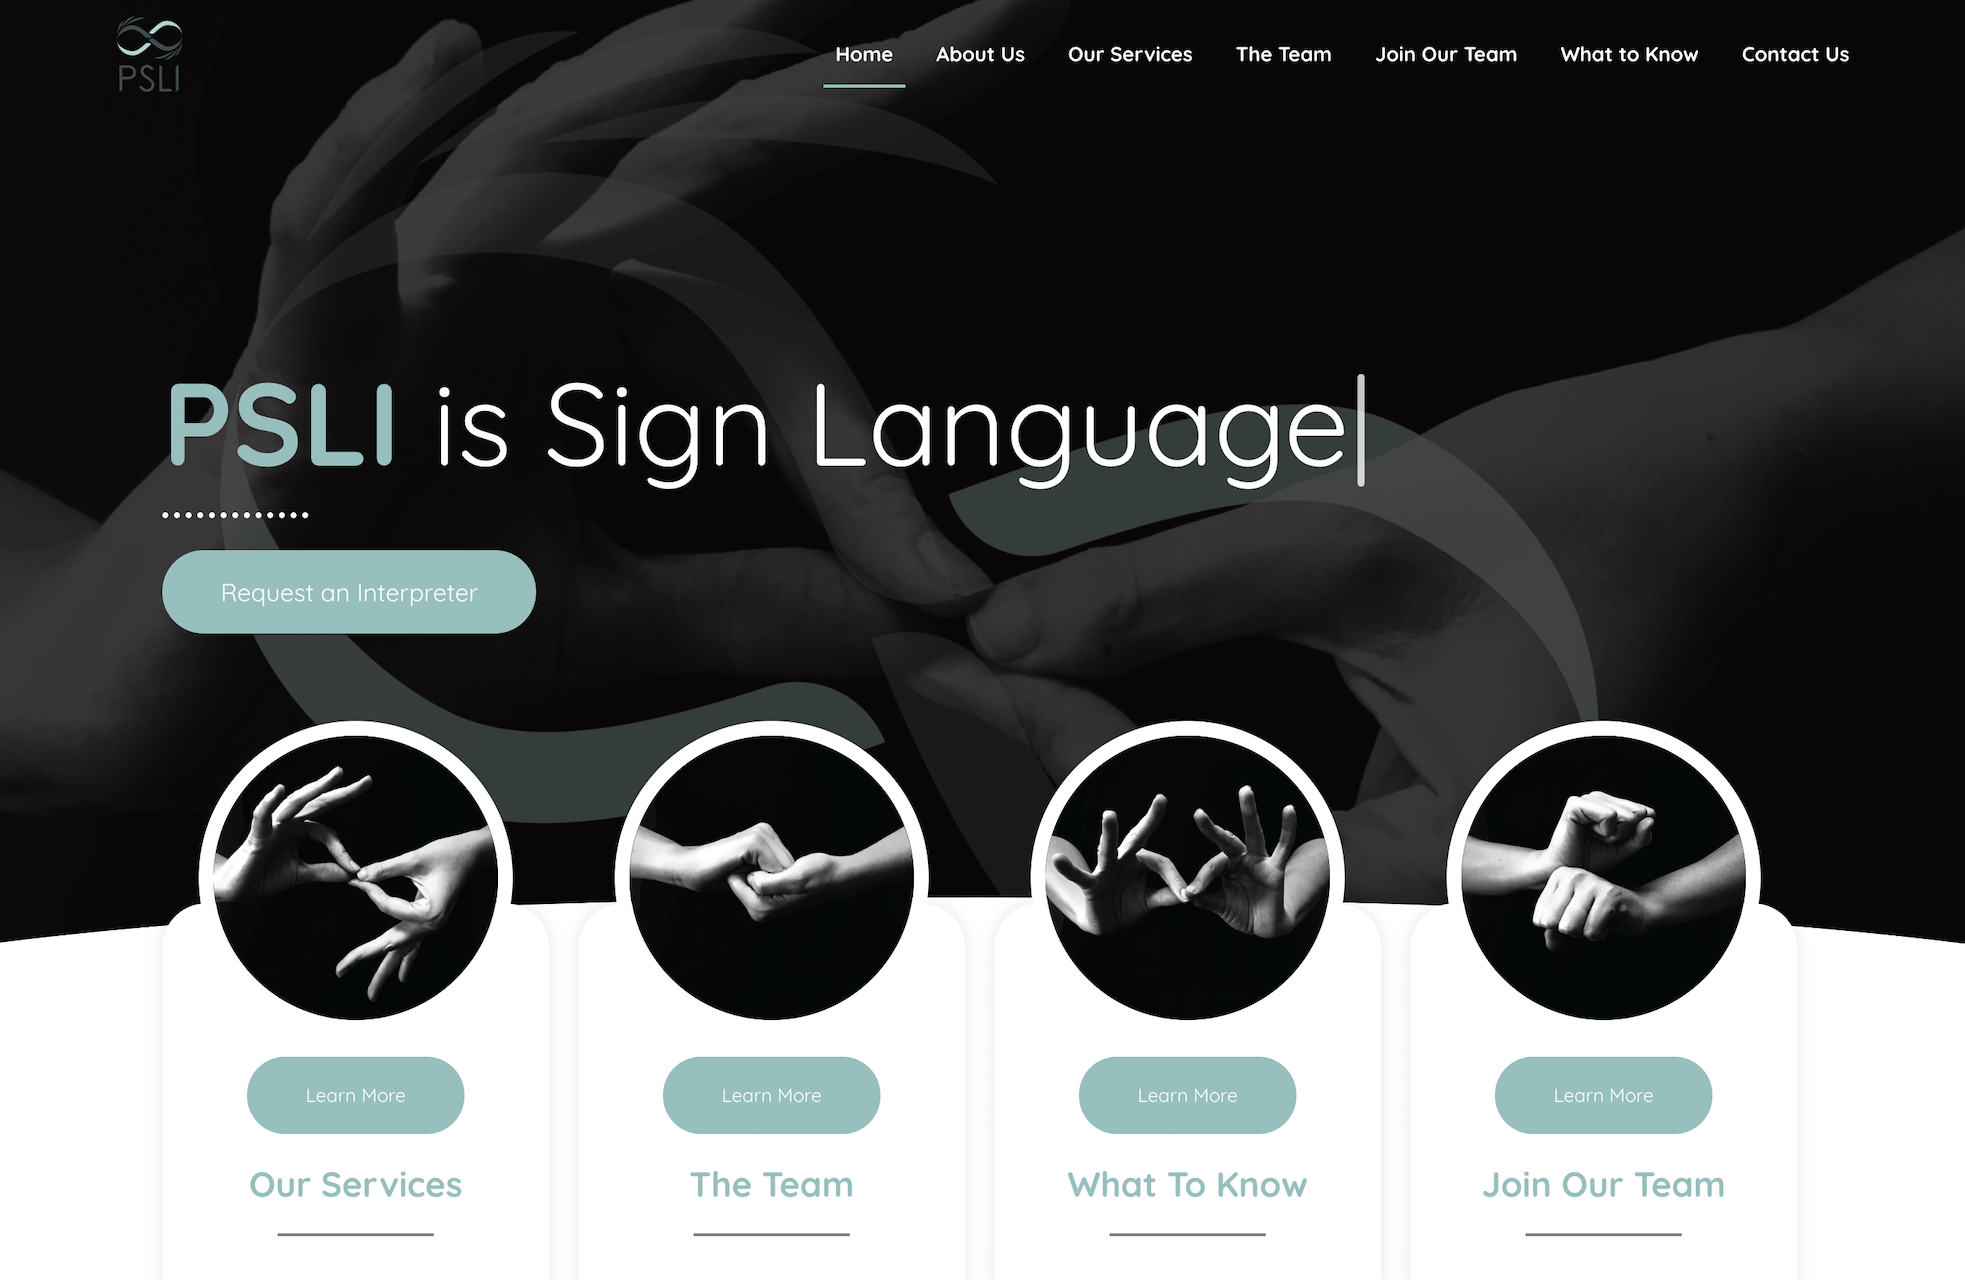 PSLI
Home
About Us
Our Services
The Team
Join Our Team
What to Know
Contact Us
PSLI is Sign Language
Request an Interpreter
Learn More
Learn More
Learn More
Learn More
Our Services
The Team
What To Know
Join Our Team